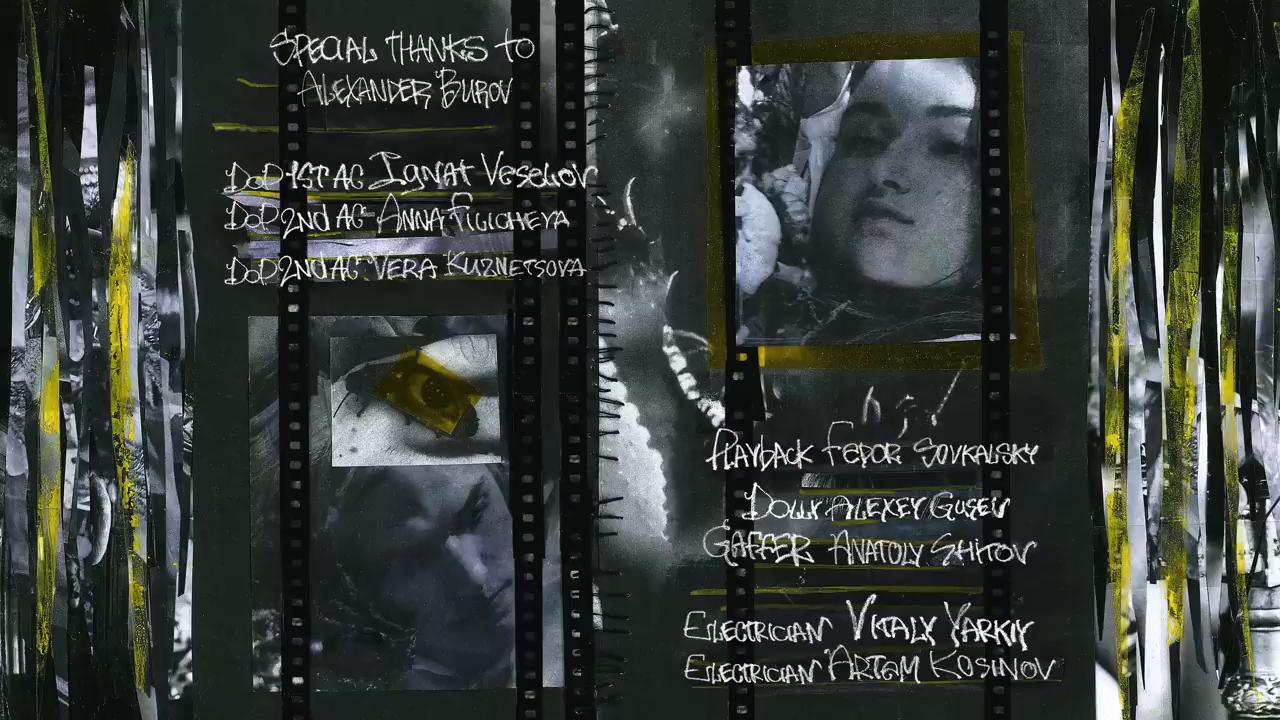 Special thanks to
Alexander Burov
DoP 1st AC Ignat Veselov
DoP 2nd AC Anna Filicheva
DoP 2nd AC Vera Kuznetsova
Playback Fedor Sovkalsky
Dolly Alexey Gusev
Gaffer Anatoly Shitov
Electrician Vitaly Yarkiy
Electrician Artem Kosinov